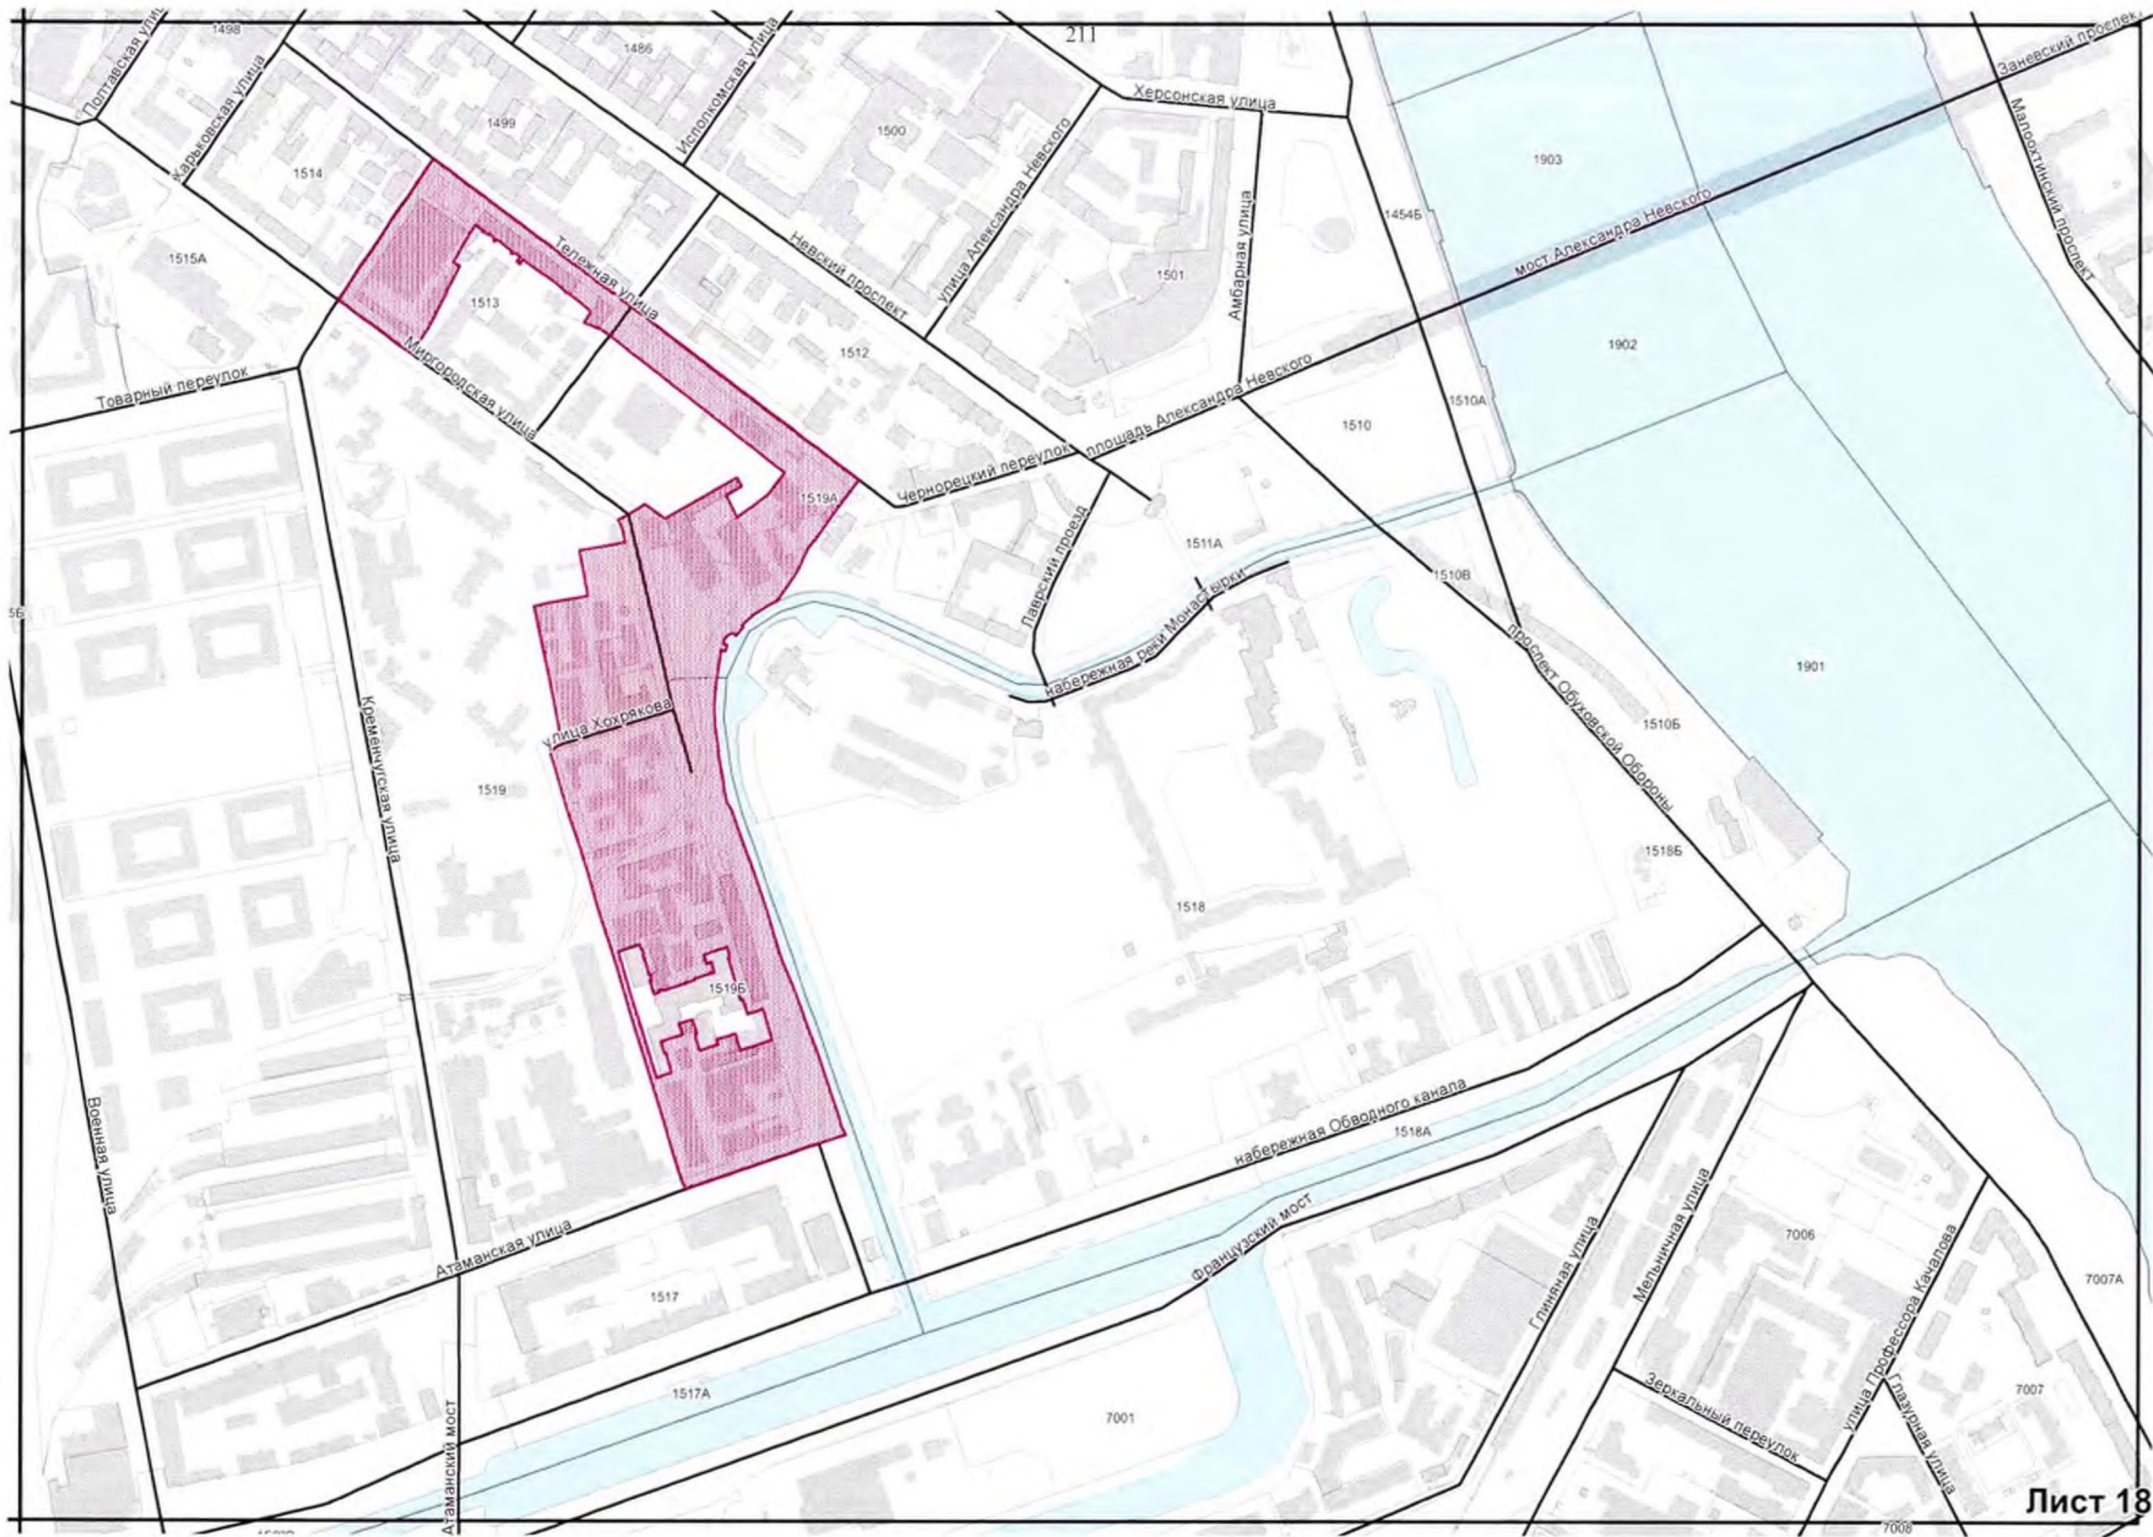 211
Полтавская улиц
1498
Харьковская улица
1486
Исполкомская улица
Заневский проспек
Херсонская улица
1499
1500
Малоохтинский проспект
1903
1514
улица Александра Невского
Амбарная улица
1454Б
мост Александра Невского
1515А
Тележная улица
Невский проспект
1501
1513
1512
1902
Миргородская улица
Товарный переулок
площадь Александра Невского
1510А
1510
Чернорецкий переулок
1519А
Лаврский проезд
1511А
1510В
набережная реки Монастырки
проспект Обуховской Обороны
1901
улица Хохрякова
1510Б
Кременчугская улица
1519
1518Б
1518
1519Б
Военная улица
набережная Обводного канала
1518А
Атаманская улица
Французский мост
Глиняная улица
Мельничная улица
7006
улица Профессора Качалова
7007А
1517
1517А
7001
Зеркальный переулок
7007
Глазурная улица
Атаманский мост
Лист 18
7008